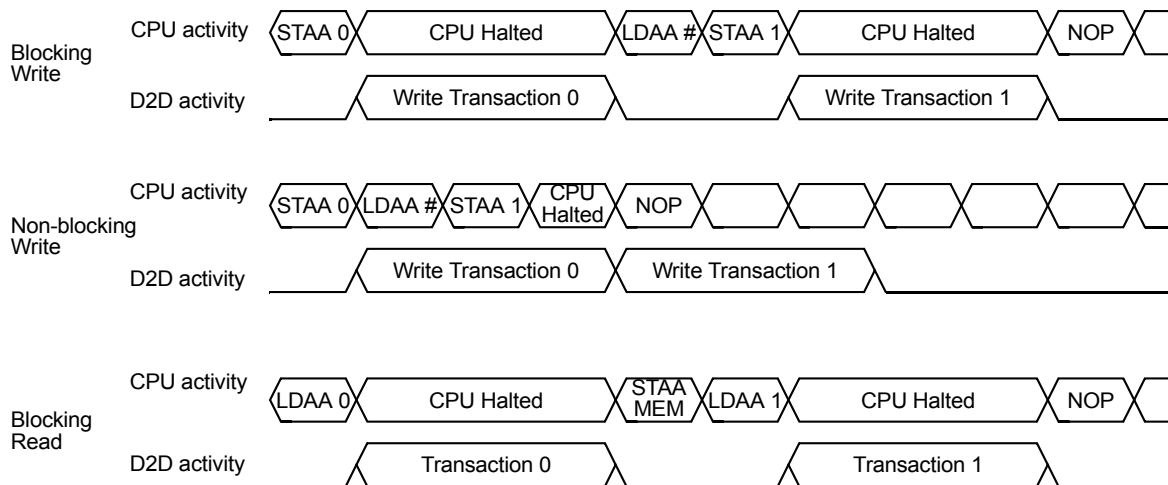 Blocking
Write
CPU activity
STAA 0 CPU Halted LDAA # STAA 1 CPU Halted NOP
D2D activity
Write Transaction 0 Write Transaction 1
Non-blocking
Write
CPU activity
STAA 0 LDAA # STAA 1 CPU
Halted NOP
D2D activity
Write Transaction 0 Write Transaction 1
Blocking
Read
CPU activity
LDAA 0 CPU Halted STAA
MEM LDAA 1 CPU Halted NOP
D2D activity
Transaction 0 Transaction 1